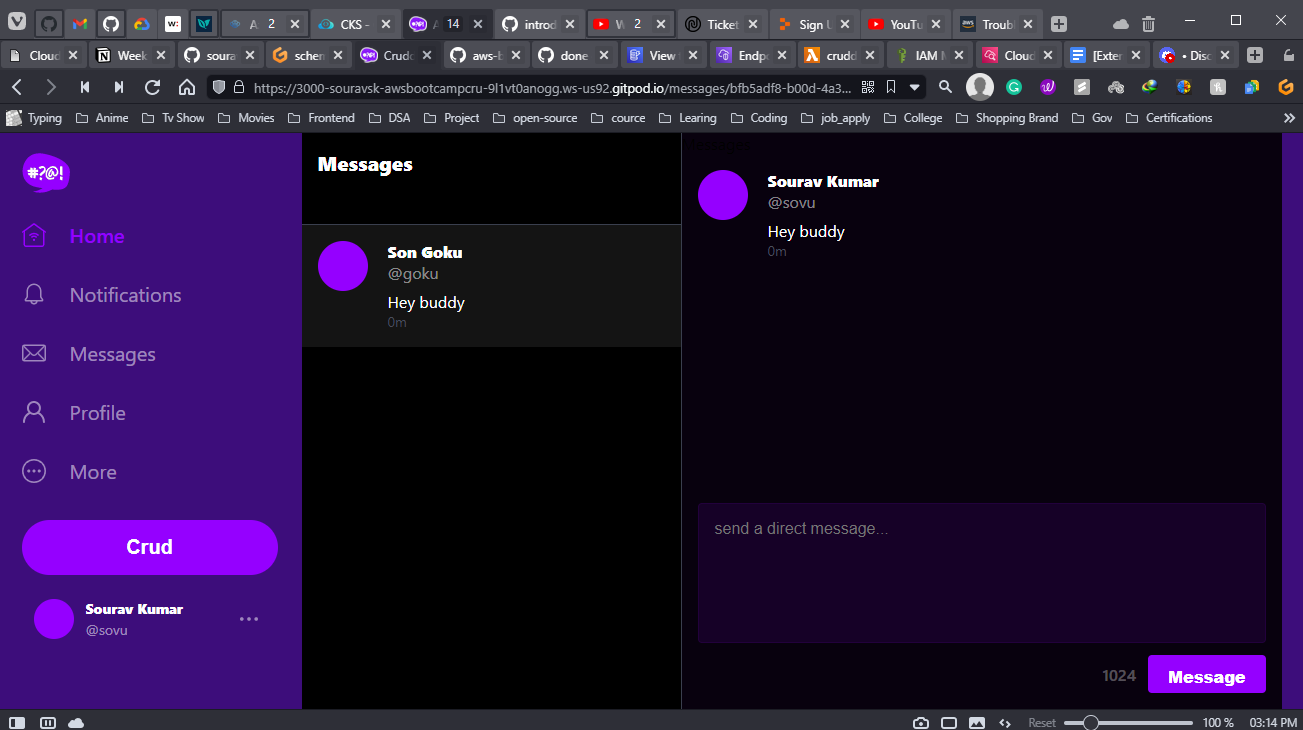 A 2
CKS -
A 14
introd
W 2
Ticket
Sign U
YouTu
Troubl
Cloud
Week
soura
schen
Crudd
aws-b
done
View
Endpo
crudd
IAM M
Cloud
[Exter
• Disc
https://3000-souravsk-awsbootcampcru-9l1vt0anogg.ws-us92.gitpod.io/messages/bfb5adf8-b00d-4a3...
Typing Anime Tv Show Movies Frontend DSA Project open-source cource Learing Coding job_apply College Shopping Brand Gov Certifications
#?@!
Home
Notifications
Messages
Profile
More
Crud
Sourav Kumar
@sovu
Messages
Son Goku
@goku
Hey buddy
0m
Sourav Kumar
@sovu
Hey buddy
0m
send a direct message...
1024
Message
Reset 100 % 03:14 PM